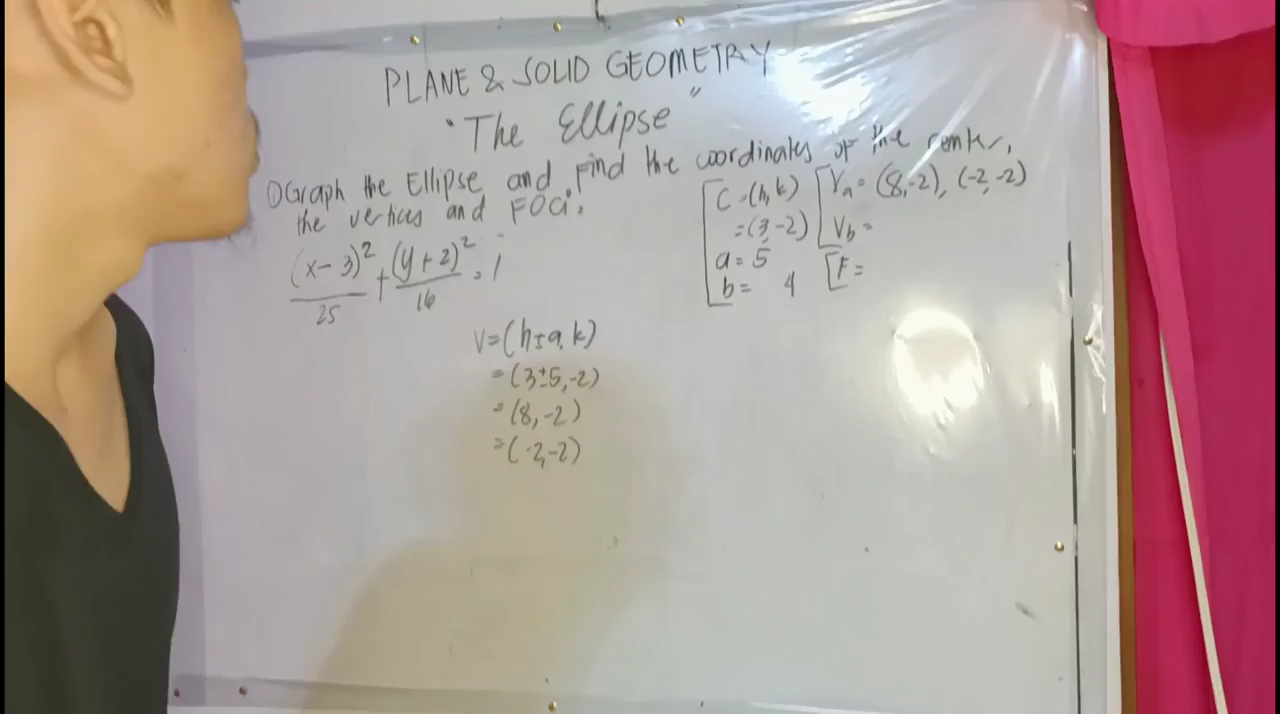 PLANE & SOLID GEOMETRY
"The Ellipse"
① Graph the Ellipse and Find the coordinates of the center,
the vertices and FOCI.
(x-3)²/25 + (y+2)²/16 = 1
C = (h, k)
= (3, -2)
a = 5
b = 4
Va = (8,-2), (-2,-2)
Vb =
F =
V = (h±a, k)
= (3±5, -2)
= (8, -2)
= (-2, -2)